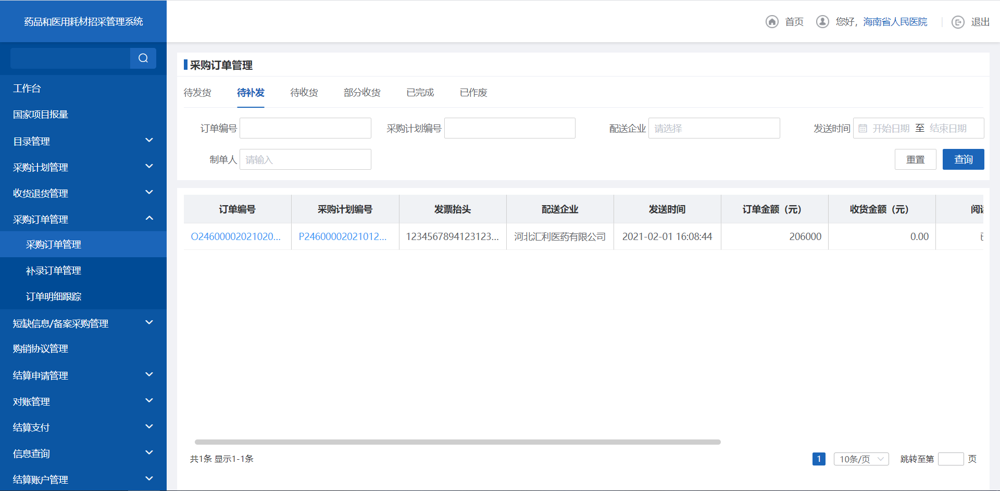 药品和医用耗材招采管理系统
首页
您好，海南省人民医院
退出
工作台
国家项目报量
目录管理
采购计划管理
收货退货管理
采购订单管理
采购订单管理
补录订单管理
订单明细跟踪
短缺信息/备案采购管理
购销协议管理
结算申请管理
对账管理
结算支付
信息查询
结算账户管理
采购订单管理
待发货 待补发 待收货 部分收货 已完成 已作废
订单编号 采购计划编号 配送企业 请选择 发送时间 开始日期 至 结束日期
制单人 请输入 重置 查询
订单编号 采购计划编号 发票抬头 配送企业 发送时间 订单金额（元） 收货金额（元） 阅
O24600002021020... P24600002021012... 1234567894123123... 河北汇利医药有限公司 2021-02-01 16:08:44 206000 0.00
共1条 显示1-1条 1 10条/页 跳转至第 页